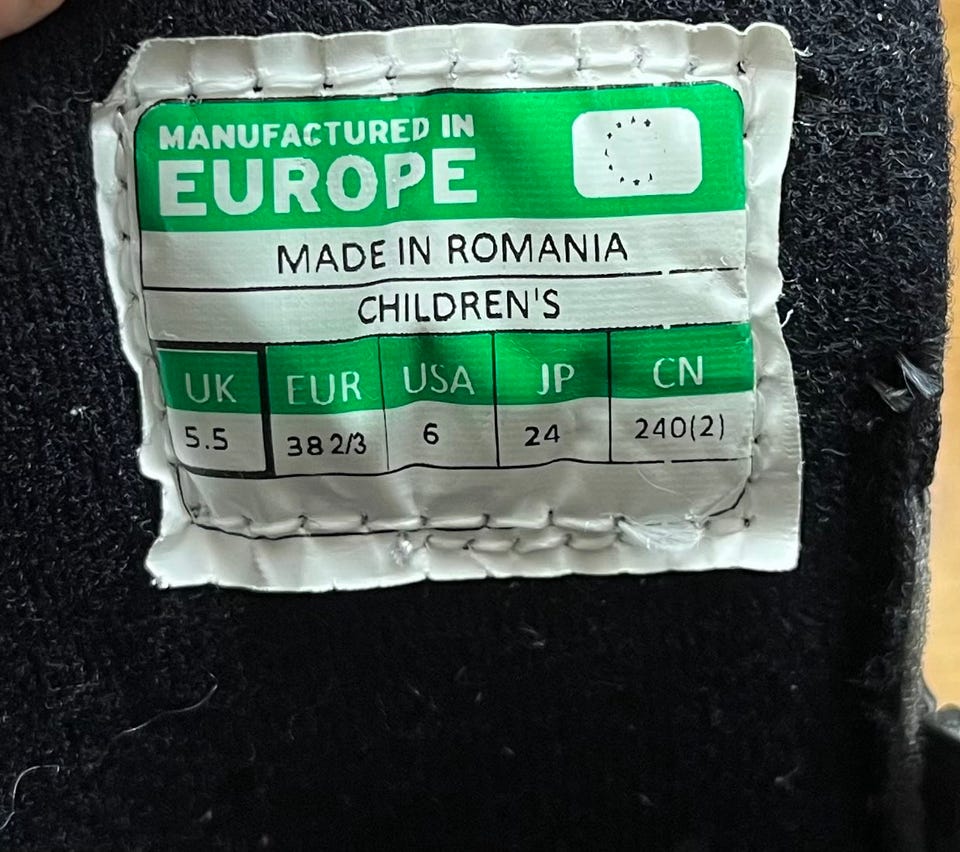 MANUFACTURED IN
EUROPE
MADE IN ROMANIA
CHILDREN'S
UK EUR USA JP CN
5.5 38 2/3 6 24 240(2)